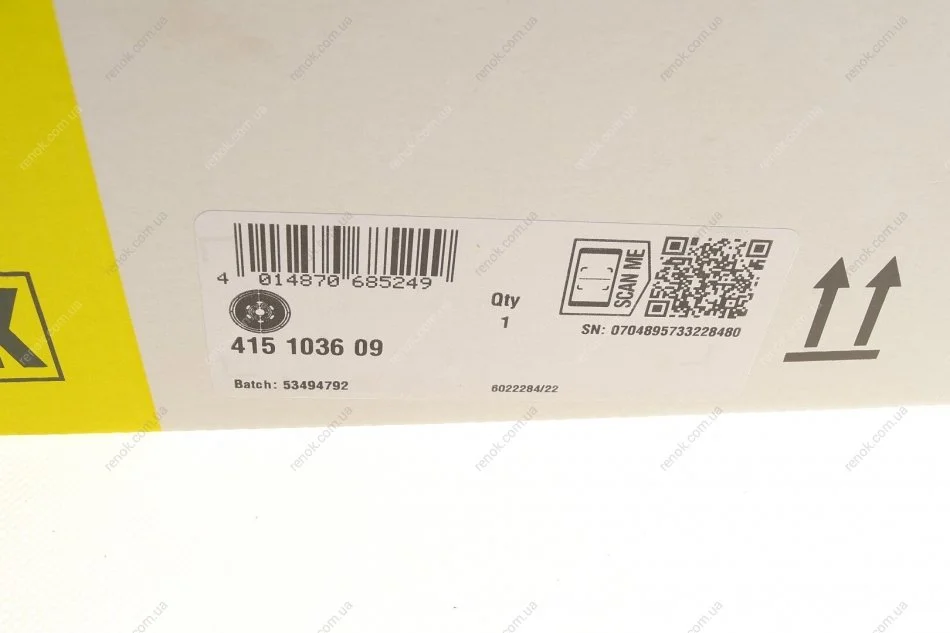 4 014870 685249
415 1036 09
Batch: 53494792
Qty
1
6022284/22
SCAN ME
SN: 0704895733228480
K
renok.com.ua